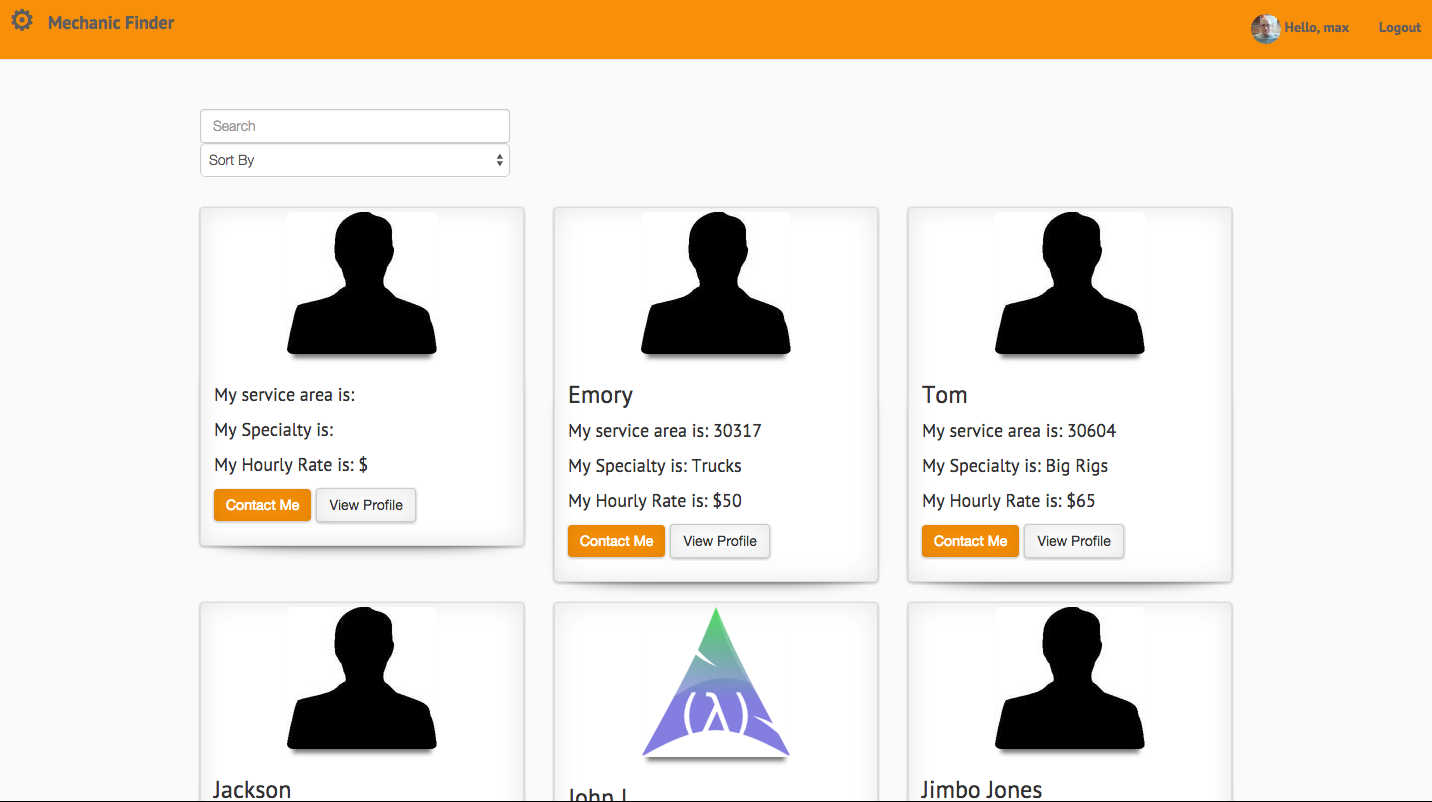 Mechanic Finder
Hello, max
Logout
Search
Sort By
My service area is:
My Specialty is:
My Hourly Rate is: $
Contact Me
View Profile
Emory
My service area is: 30317
My Specialty is: Trucks
My Hourly Rate is: $50
Contact Me
View Profile
Tom
My service area is: 30604
My Specialty is: Big Rigs
My Hourly Rate is: $65
Contact Me
View Profile
(λ)
Jackson
John
Jimbo Jones